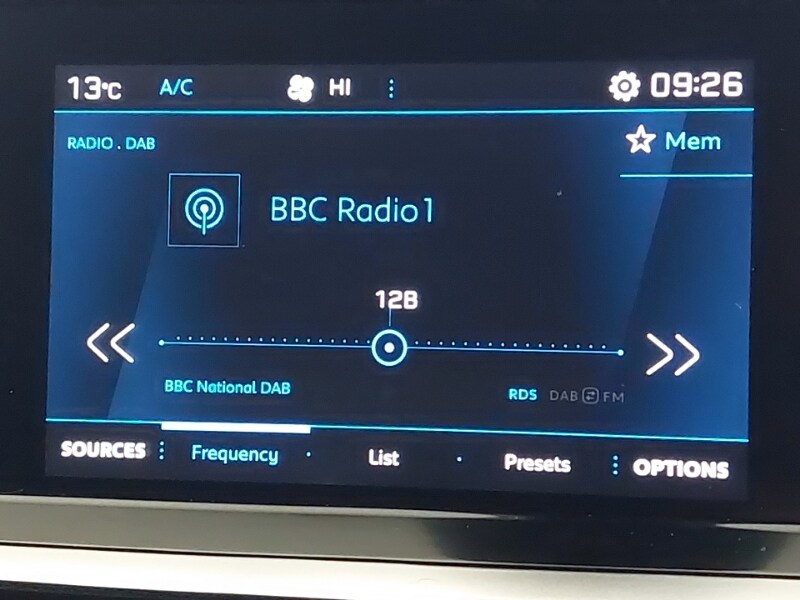 13°C A/C HI 09:26
RADIO . DAB
Mem
BBC Radio1
12B
BBC National DAB
RDS DAB FM
SOURCES Frequency List Presets OPTIONS